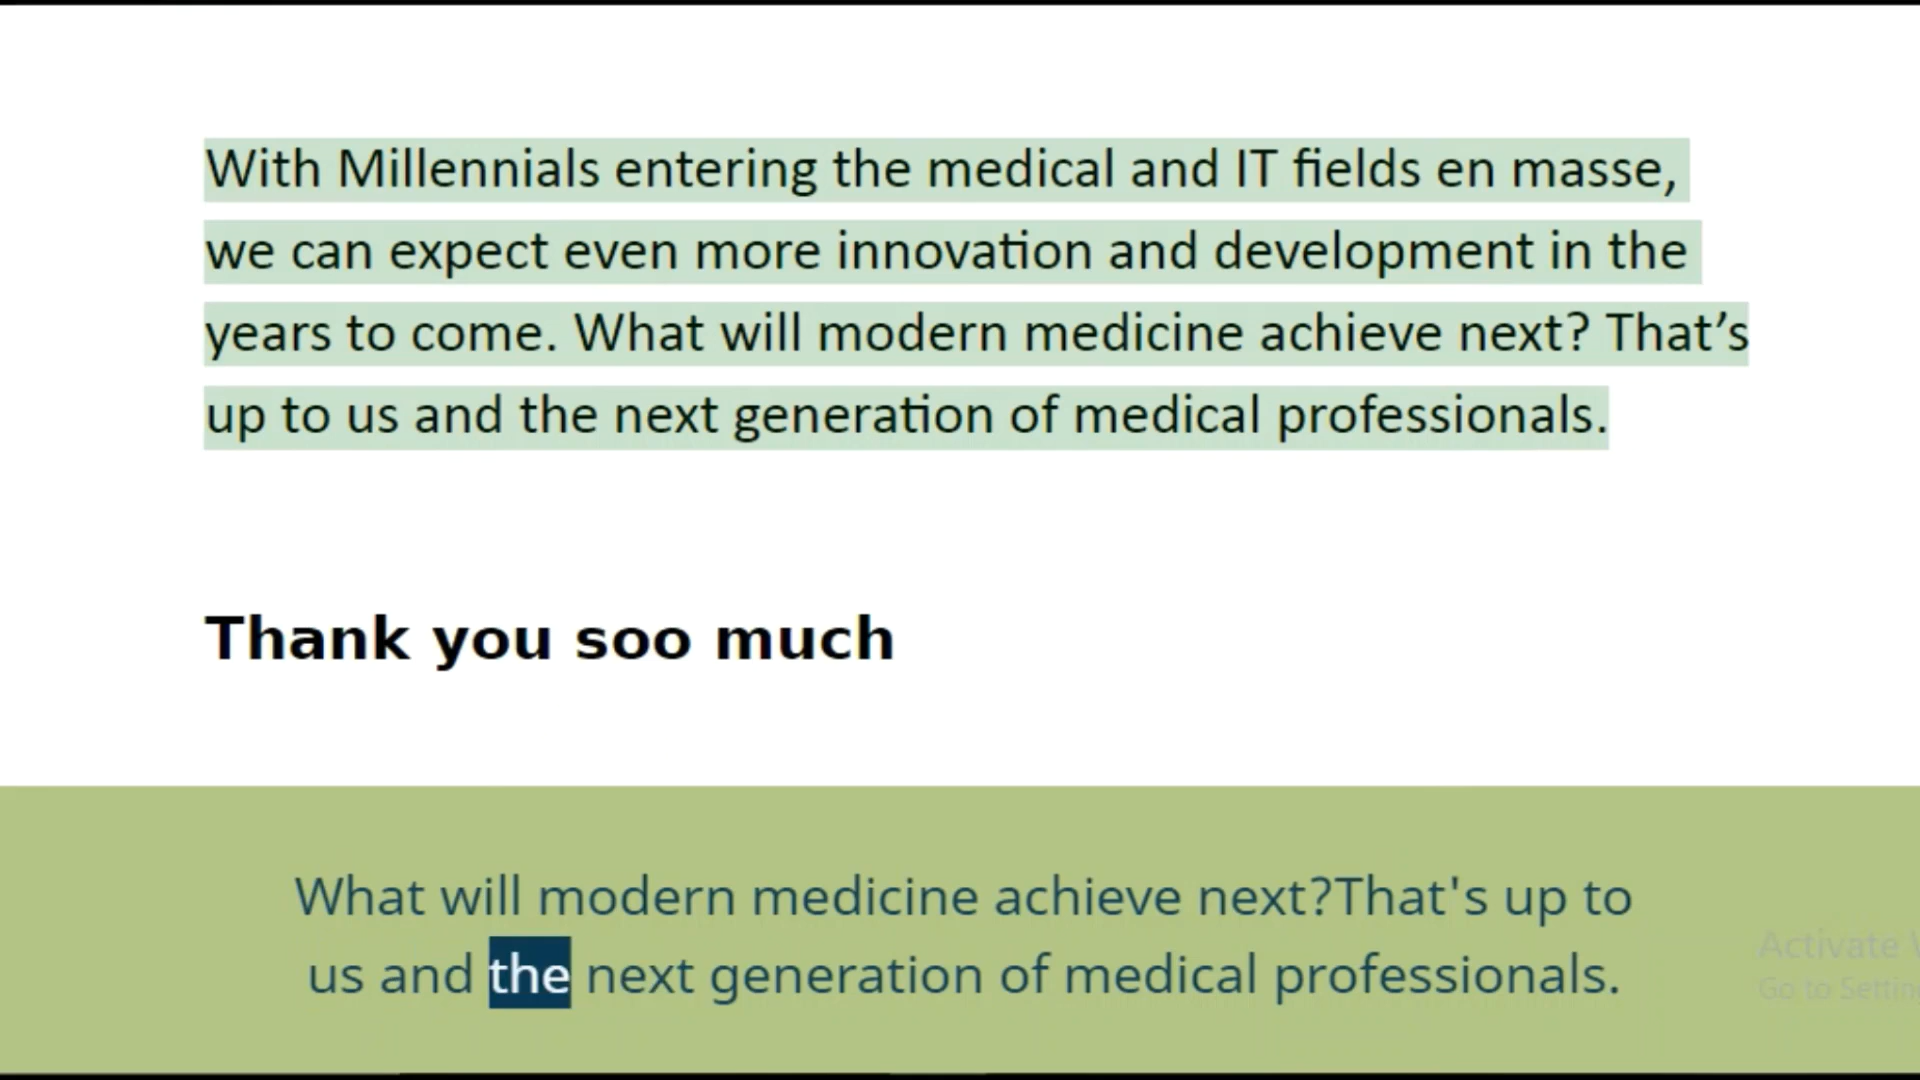 With Millennials entering the medical and IT fields en masse,
we can expect even more innovation and development in the
years to come. What will modern medicine achieve next? That’s
up to us and the next generation of medical professionals.
Thank you soo much
What will modern medicine achieve next?That's up to
us and the next generation of medical professionals.
Activate
Go to